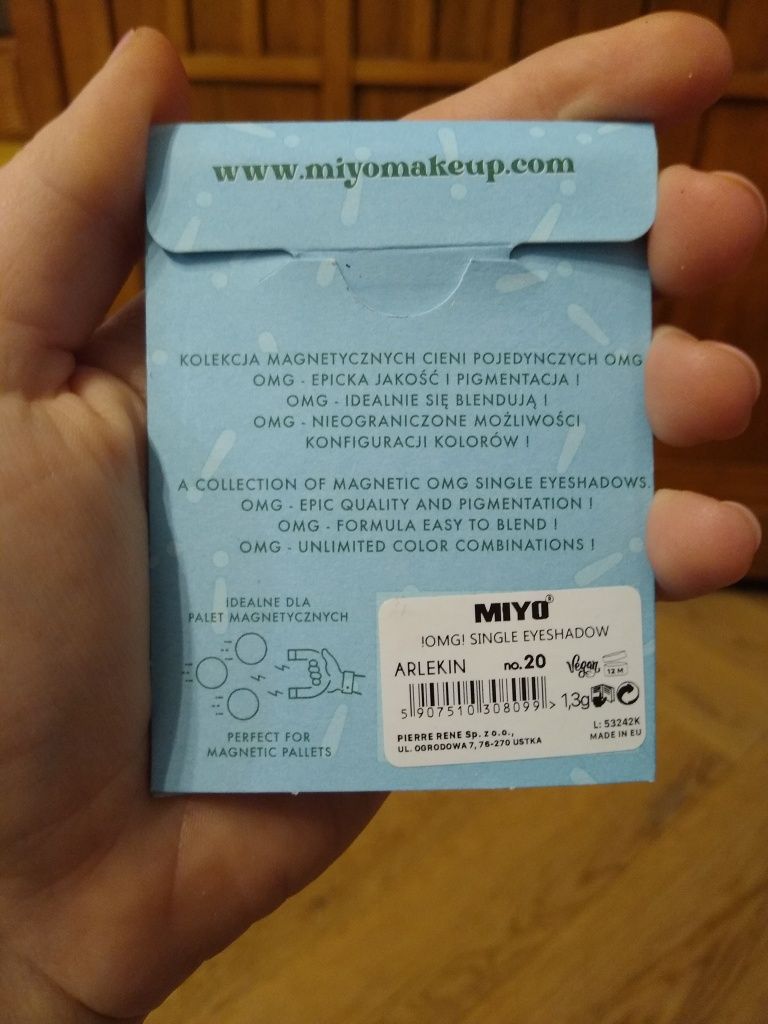 www.miyomakeup.com
KOLEKCJA MAGNETYCZNYCH CIENI POJEDYNCZYCH OMG
OMG - EPICKA JAKOŚĆ I PIGMENTACJA !
OMG - IDEALNIE SIĘ BLENDUJĄ !
OMG - NIEOGRANICZONE MOŻLIWOŚCI
KONFIGURACJI KOLORÓW !
A COLLECTION OF MAGNETIC OMG SINGLE EYESHADOWS.
OMG - EPIC QUALITY AND PIGMENTATION !
OMG - FORMULA EASY TO BLEND !
OMG - UNLIMITED COLOR COMBINATIONS !
IDEALNE DLA
PALET MAGNETYCZNYCH
PERFECT FOR
MAGNETIC PALLETS
MIYO®
!OMG! SINGLE EYESHADOW
ARLEKIN no.20 Vegan 12 M
5 907510 308099 > 1,3g
PIERRE RENE Sp. z o.o.,
UL. OGRODOWA 7, 76-270 USTKA
L: 53242K
MADE IN EU